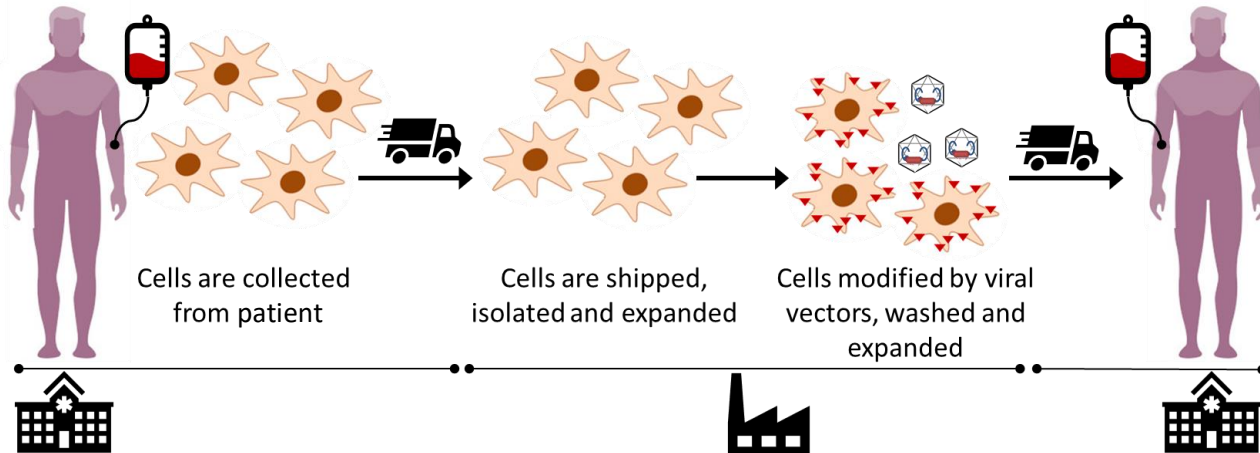 Cells are collected
from patient
Cells are shipped,
isolated and expanded
Cells modified by viral
vectors, washed and
expanded